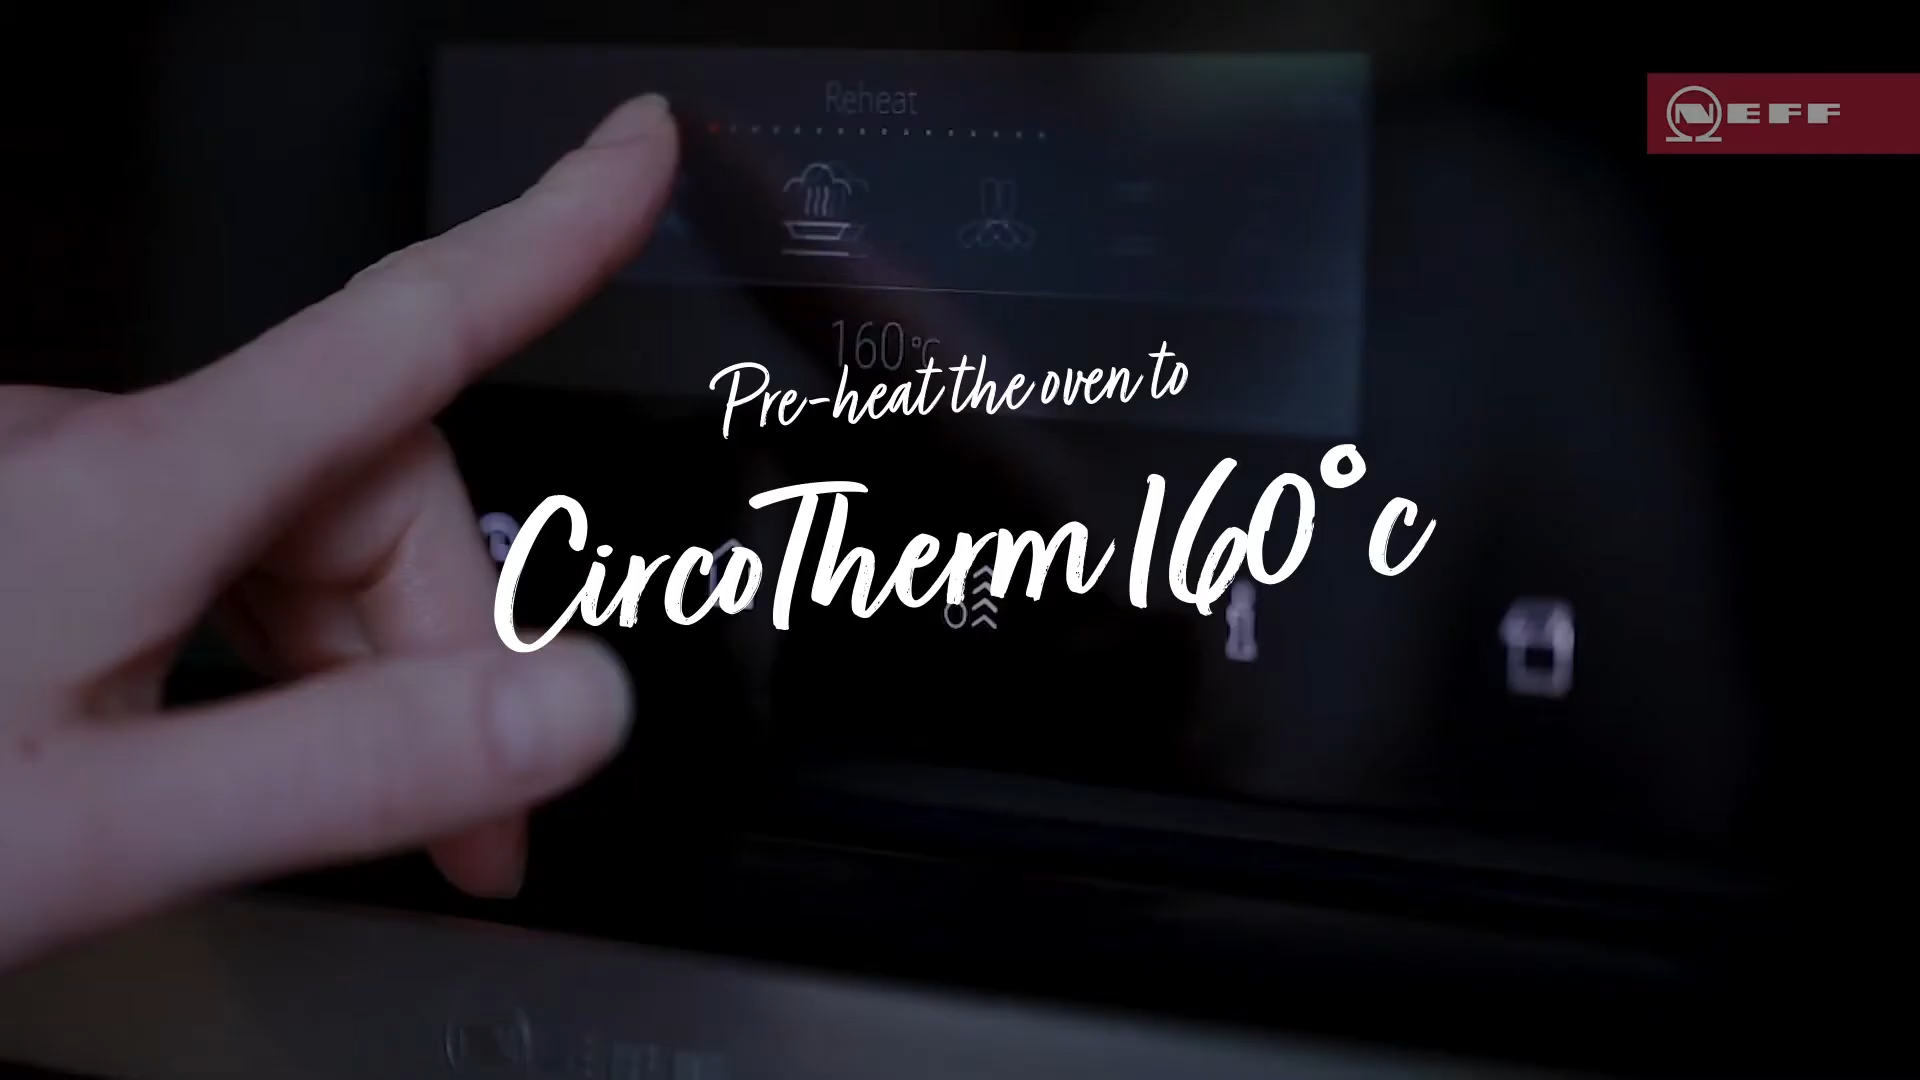 Reheat
NEFF
160°C
Pre-heat the oven to
CircoTherm 160°c